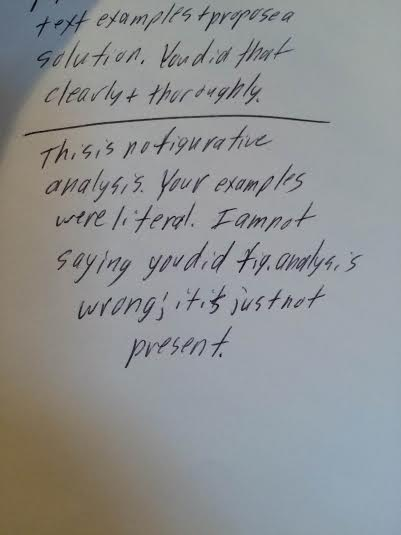 text examples + propose a
solution. You did that
clearly + thoroughly.
This is no figurative
analysis. Your examples
were literal. I am not
saying you did fig. analysis
wrong; it is just not
present.